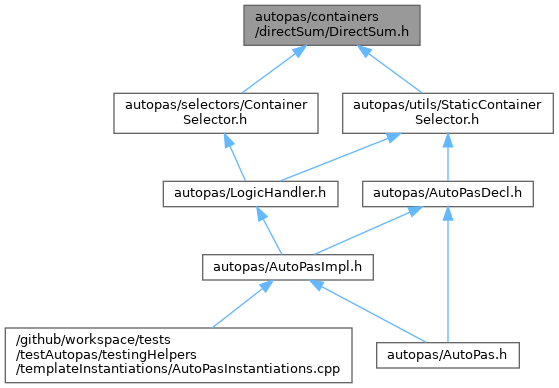 autopas/containers
/directSum/DirectSum.h
autopas/selectors/Container
Selector.h
autopas/utils/StaticContainer
Selector.h
autopas/LogicHandler.h
autopas/AutoPasDecl.h
autopas/AutoPasImpl.h
/github/workspace/tests
/testAutopas/testingHelpers
/templateInstantiations/AutoPasInstantiations.cpp
autopas/AutoPas.h